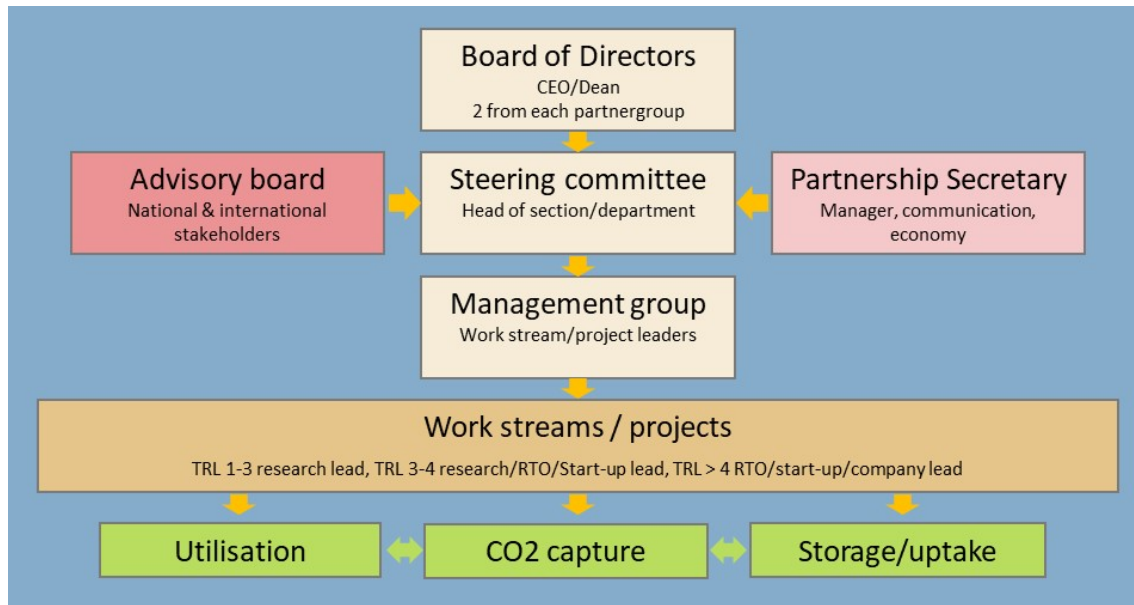 Board of Directors
CEO/Dean
2 from each partnergroup
Advisory board
National & international
stakeholders
Steering committee
Head of section/department
Partnership Secretary
Manager, communication,
economy
Management group
Work stream/project leaders
Work streams / projects
TRL 1-3 research lead, TRL 3-4 research/RTO/Start-up lead, TRL > 4 RTO/start-up/company lead
Utilisation
CO2 capture
Storage/uptake